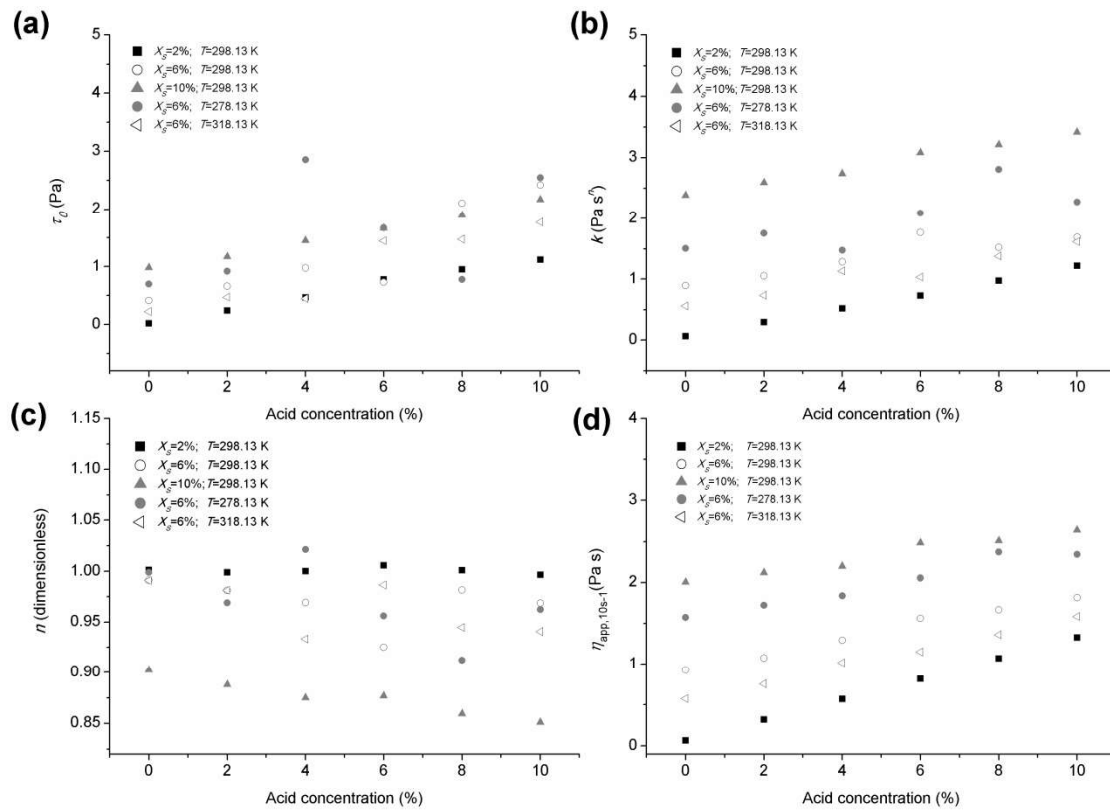 (a)
5
4
3
2
1
0
τ₀ (Pa)
Xₛ=2%; T=298.13 K
Xₛ=6%; T=298.13 K
Xₛ=10%; T=298.13 K
Xₛ=6%; T=278.13 K
Xₛ=6%; T=318.13 K
0 2 4 6 8 10
Acid concentration (%)
(b)
5
4
3
2
1
0
k (Pa sⁿ)
Xₛ=2%; T=298.13 K
Xₛ=6%; T=298.13 K
Xₛ=10%; T=298.13 K
Xₛ=6%; T=278.13 K
Xₛ=6%; T=318.13 K
0 2 4 6 8 10
Acid concentration (%)
(c)
1.15
1.10
1.05
1.00
0.95
0.90
0.85
n (dimensionless)
Xₛ=2%; T=298.13 K
Xₛ=6%; T=298.13 K
Xₛ=10%; T=298.13 K
Xₛ=6%; T=278.13 K
Xₛ=6%; T=318.13 K
0 2 4 6 8 10
Acid concentration (%)
(d)
4
3
2
1
0
ηapp,10s-1 (Pa s)
Xₛ=2%; T=298.13 K
Xₛ=6%; T=298.13 K
Xₛ=10%; T=298.13 K
Xₛ=6%; T=278.13 K
Xₛ=6%; T=318.13 K
0 2 4 6 8 10
Acid concentration (%)